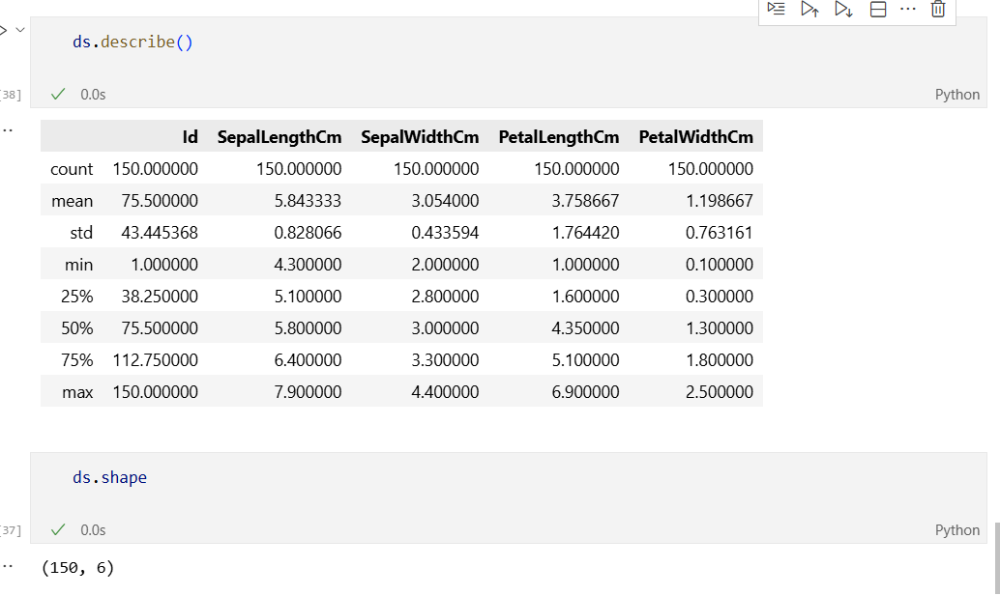 ds.describe()
[38] 0.0s Python
Id SepalLengthCm SepalWidthCm PetalLengthCm PetalWidthCm
count 150.000000 150.000000 150.000000 150.000000 150.000000
mean 75.500000 5.843333 3.054000 3.758667 1.198667
std 43.445368 0.828066 0.433594 1.764420 0.763161
min 1.000000 4.300000 2.000000 1.000000 0.100000
25% 38.250000 5.100000 2.800000 1.600000 0.300000
50% 75.500000 5.800000 3.000000 4.350000 1.300000
75% 112.750000 6.400000 3.300000 5.100000 1.800000
max 150.000000 7.900000 4.400000 6.900000 2.500000
ds.shape
[37] 0.0s Python
(150, 6)